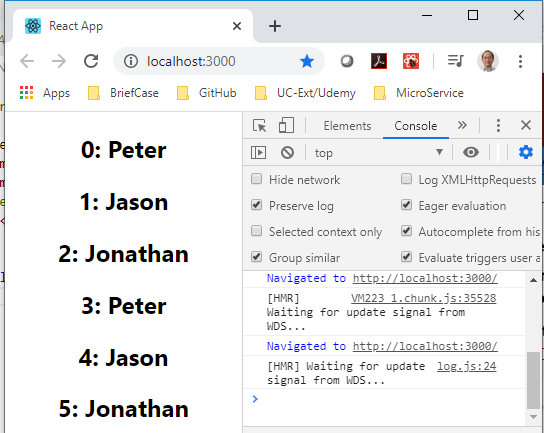 React App
localhost:3000
Apps BriefCase GitHub UC-Ext/Udemy MicroService
0: Peter
1: Jason
2: Jonathan
3: Peter
4: Jason
5: Jonathan
Elements Console
top
Hide network Log XMLHttpRequests
Preserve log Eager evaluation
Selected context only Autocomplete from his
Group similar Evaluate triggers user a
Navigated to http://localhost:3000/
[HMR] VM223 1.chunk.js:35528
Waiting for update signal from
WDS...
Navigated to http://localhost:3000/
[HMR] Waiting for update log.js:24
signal from WDS...